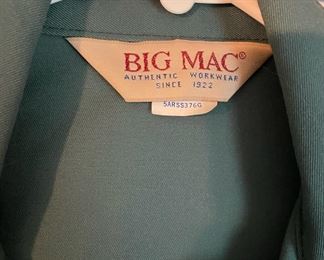 BIG MAC®
AUTHENTIC WORKWEAR
SINCE 1922
5ARSS376G